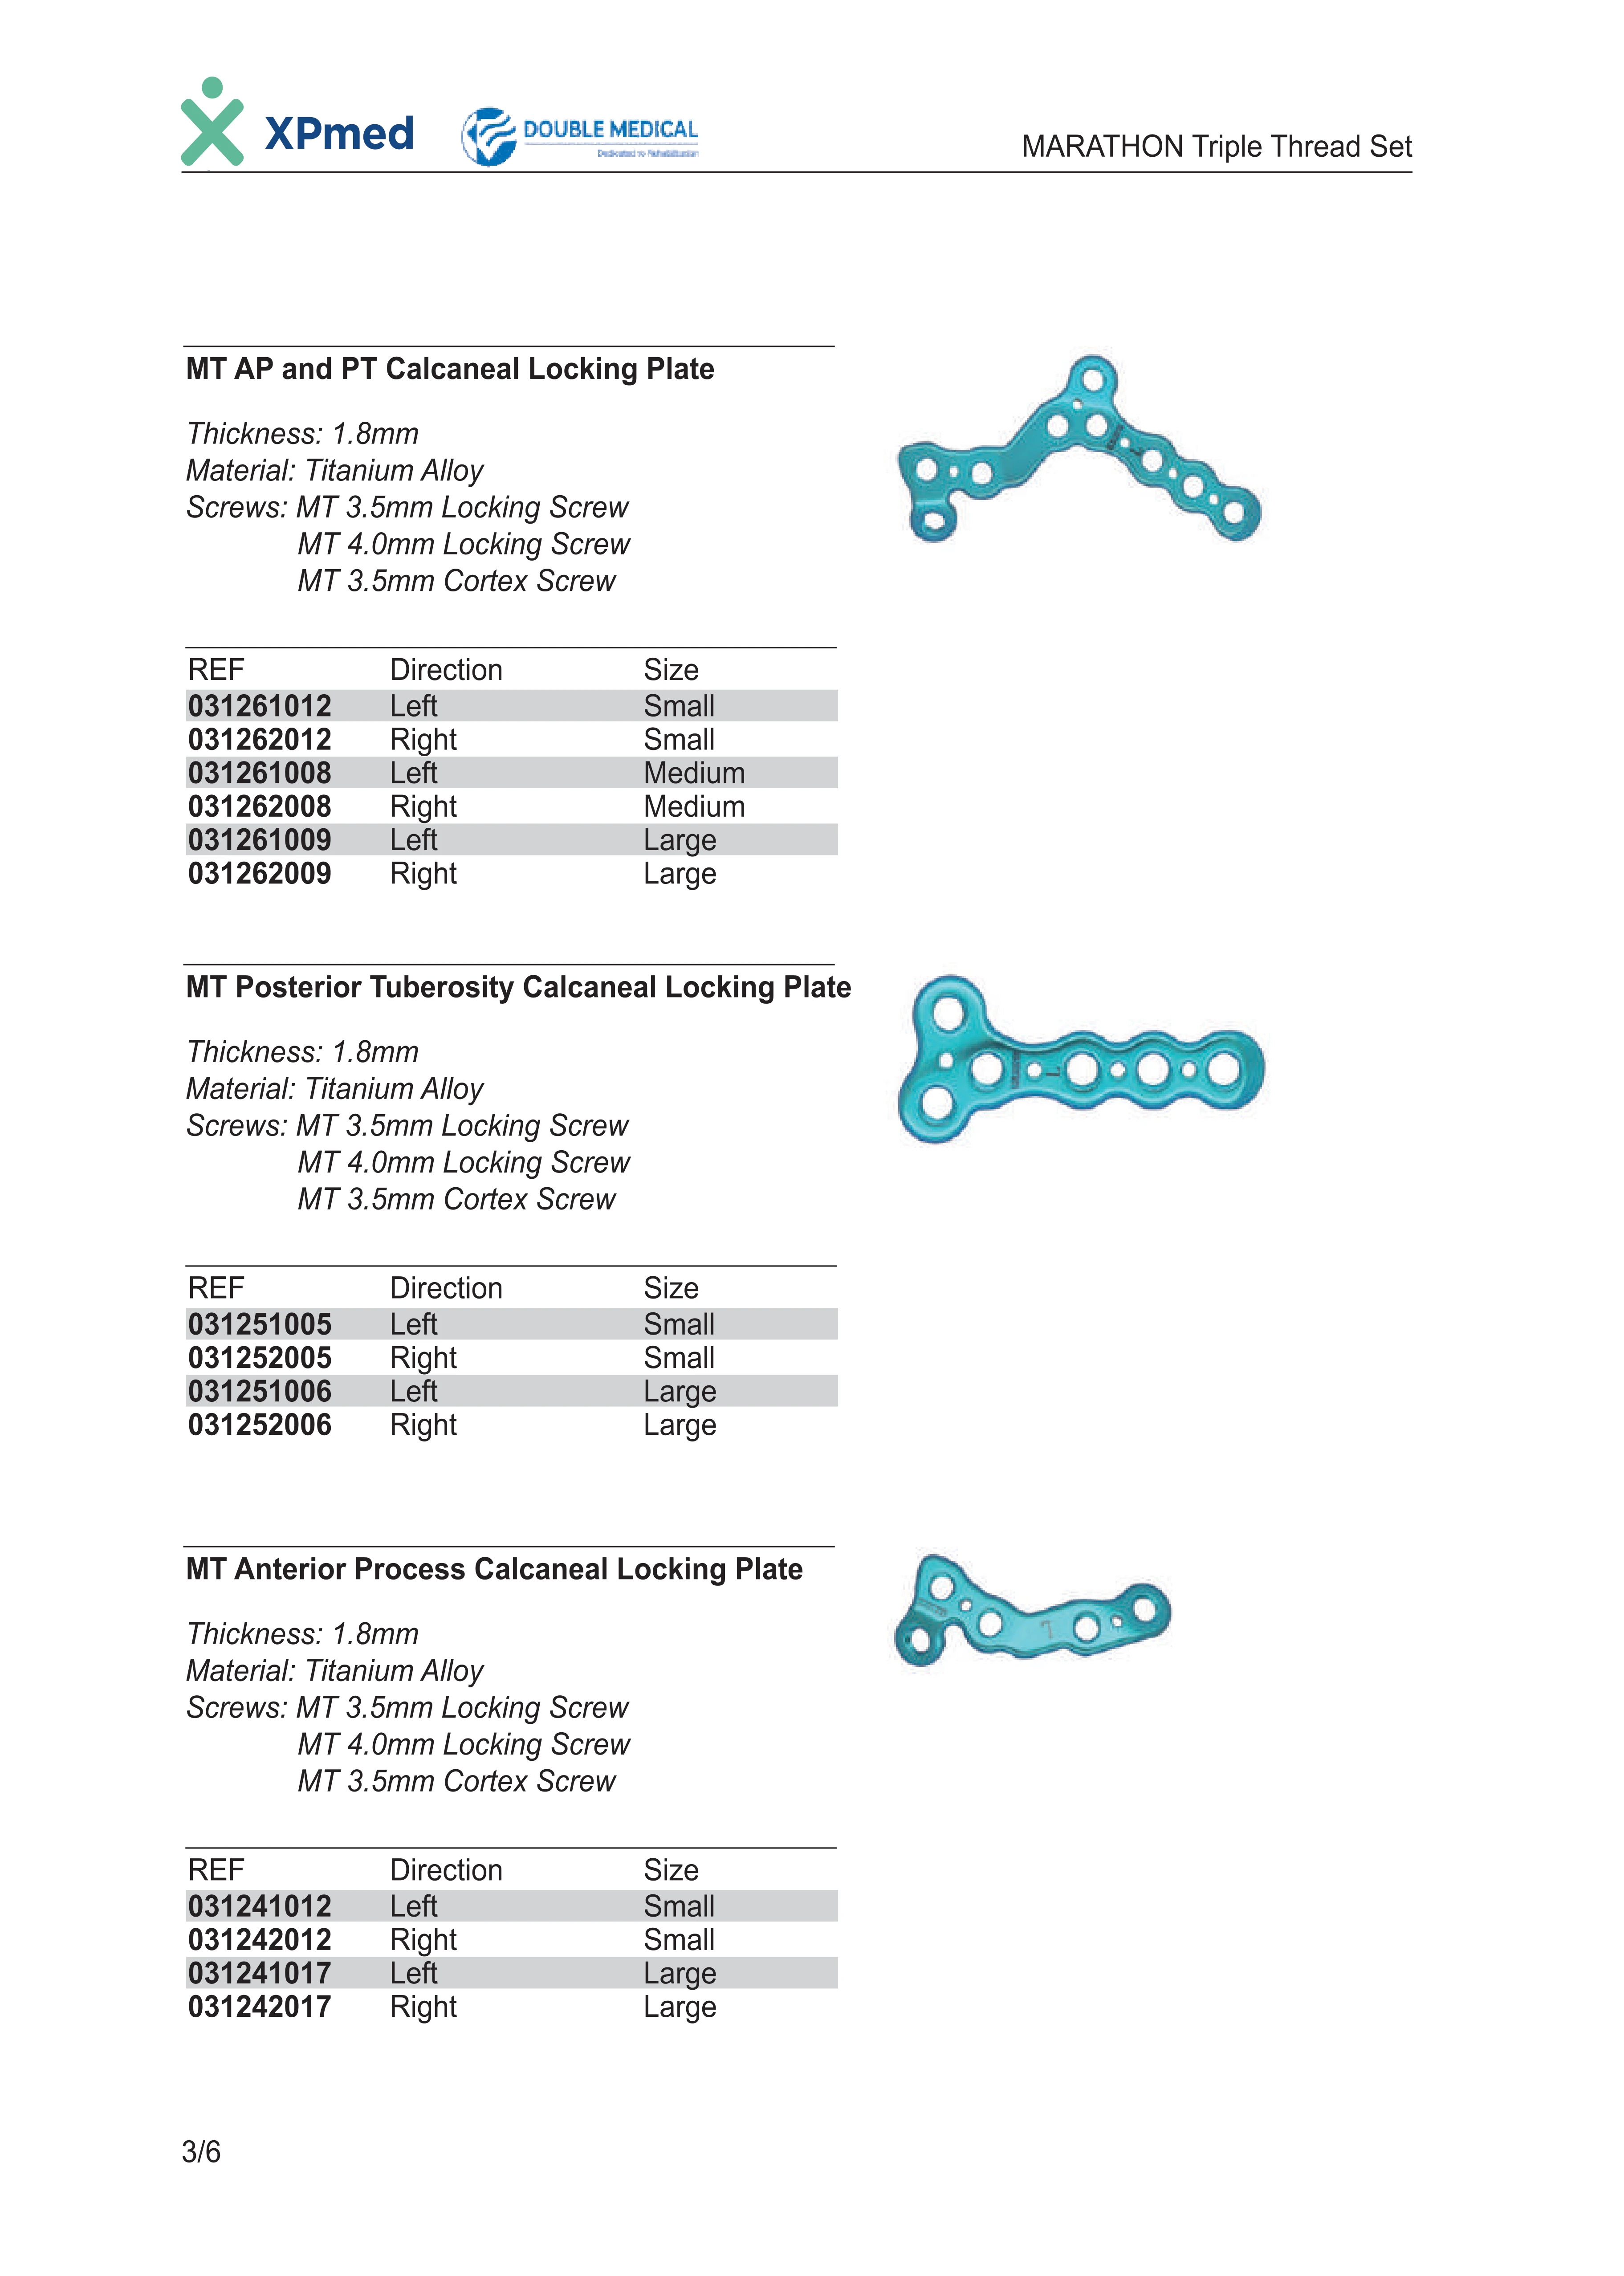 XPmed
DOUBLE MEDICAL
Dedicated to Rehabilitation
MARATHON Triple Thread Set
MT AP and PT Calcaneal Locking Plate
Thickness: 1.8mm
Material: Titanium Alloy
Screws: MT 3.5mm Locking Screw
MT 4.0mm Locking Screw
MT 3.5mm Cortex Screw
REF Direction Size
031261012 Left Small
031262012 Right Small
031261008 Left Medium
031262008 Right Medium
031261009 Left Large
031262009 Right Large
MT Posterior Tuberosity Calcaneal Locking Plate
Thickness: 1.8mm
Material: Titanium Alloy
Screws: MT 3.5mm Locking Screw
MT 4.0mm Locking Screw
MT 3.5mm Cortex Screw
L
REF Direction Size
031251005 Left Small
031252005 Right Small
031251006 Left Large
031252006 Right Large
MT Anterior Process Calcaneal Locking Plate
Thickness: 1.8mm
Material: Titanium Alloy
Screws: MT 3.5mm Locking Screw
MT 4.0mm Locking Screw
MT 3.5mm Cortex Screw
L
REF Direction Size
031241012 Left Small
031242012 Right Small
031241017 Left Large
031242017 Right Large
3/6